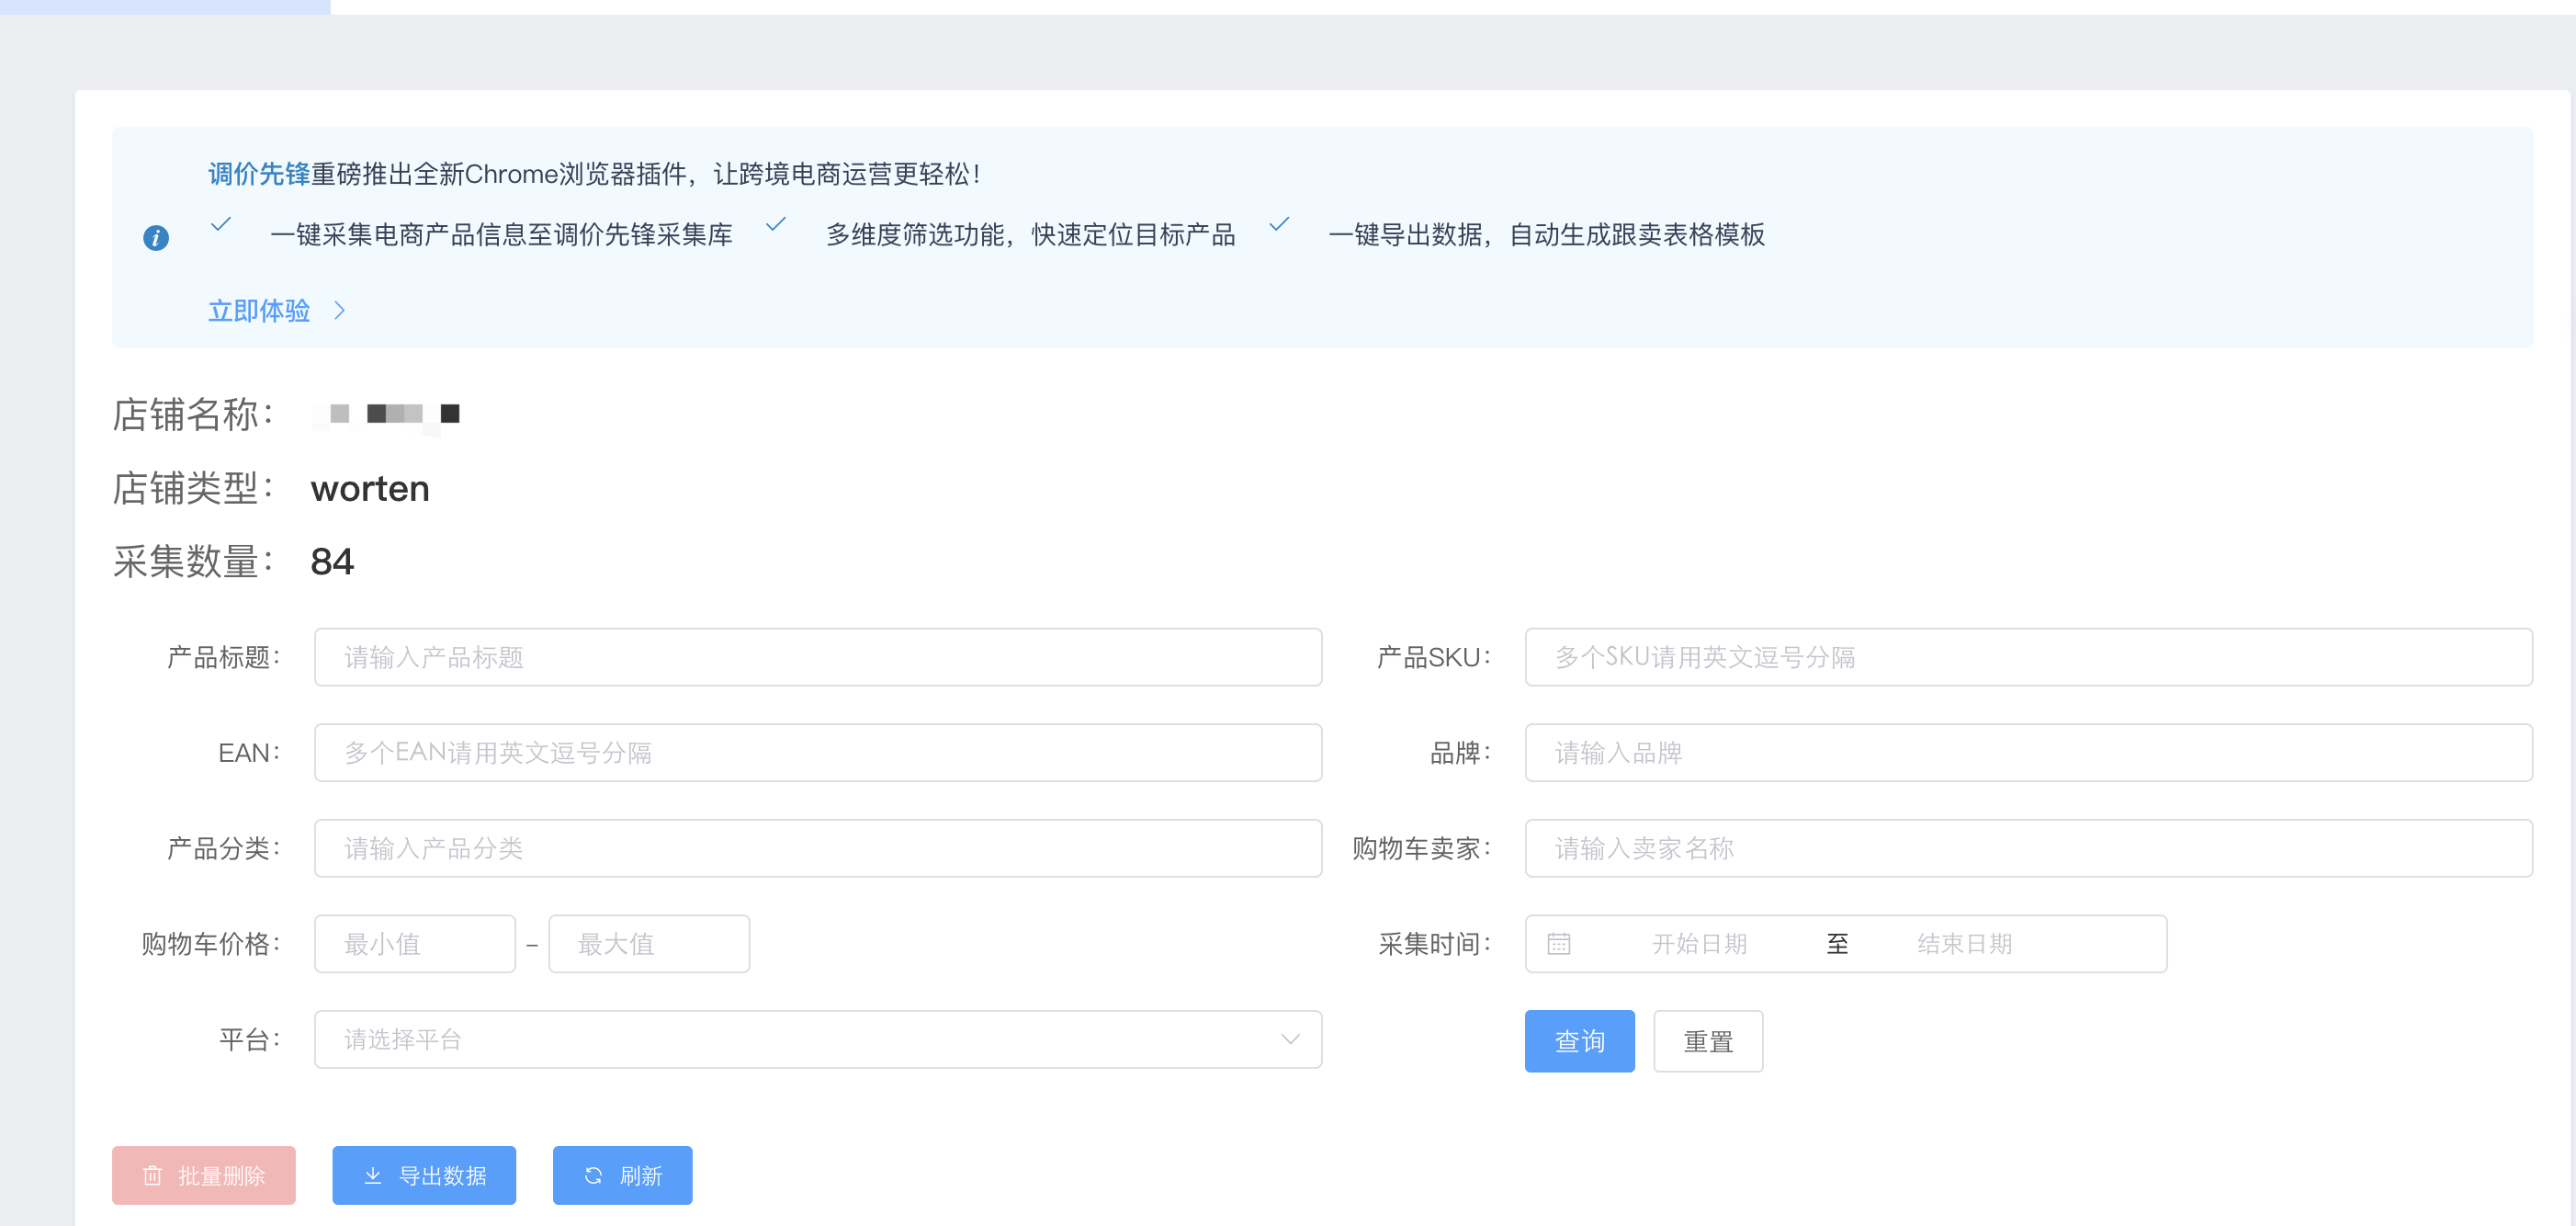 调价先锋重磅推出全新Chrome浏览器插件，让跨境电商运营更轻松！
一键采集电商产品信息至调价先锋采集库 多维度筛选功能，快速定位目标产品 一键导出数据，自动生成跟卖表格模板
立即体验
店铺名称：
店铺类型： worten
采集数量： 84
产品标题： 请输入产品标题 产品SKU： 多个SKU请用英文逗号分隔
EAN： 多个EAN请用英文逗号分隔 品牌： 请输入品牌
产品分类： 请输入产品分类 购物车卖家： 请输入卖家名称
购物车价格： 最小值 – 最大值 采集时间： 开始日期 至 结束日期
平台： 请选择平台 查询 重置
批量删除 导出数据 刷新